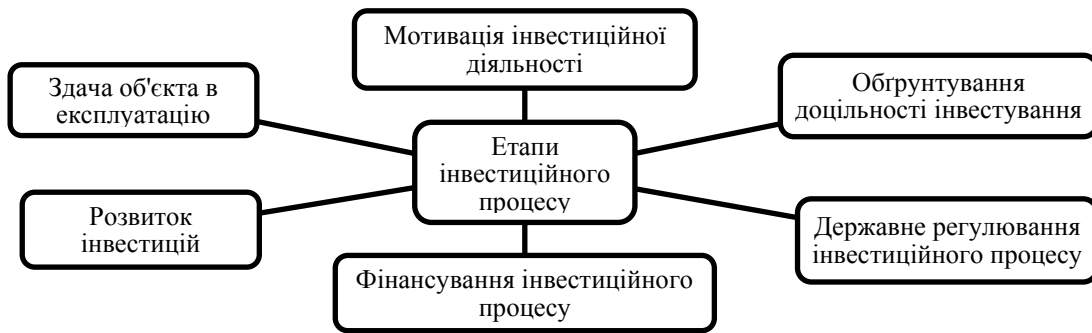 Мотивація інвестиційної
діяльності
Здача об'єкта в
експлуатацію
Обґрунтування
доцільності інвестування
Етапи
інвестиційного
процесу
Розвиток
інвестицій
Державне регулювання
інвестиційного процесу
Фінансування інвестиційного
процесу